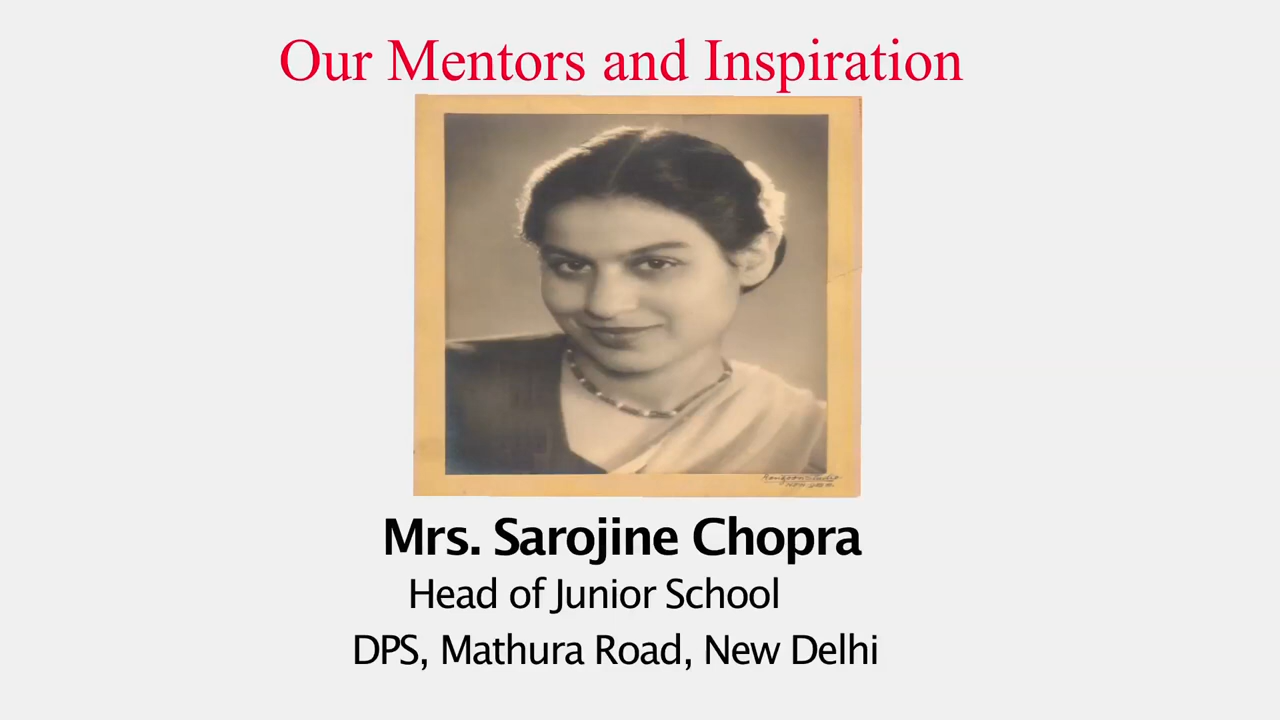 Our Mentors and Inspiration
Mrs. Sarojine Chopra
Head of Junior School
DPS, Mathura Road, New Delhi